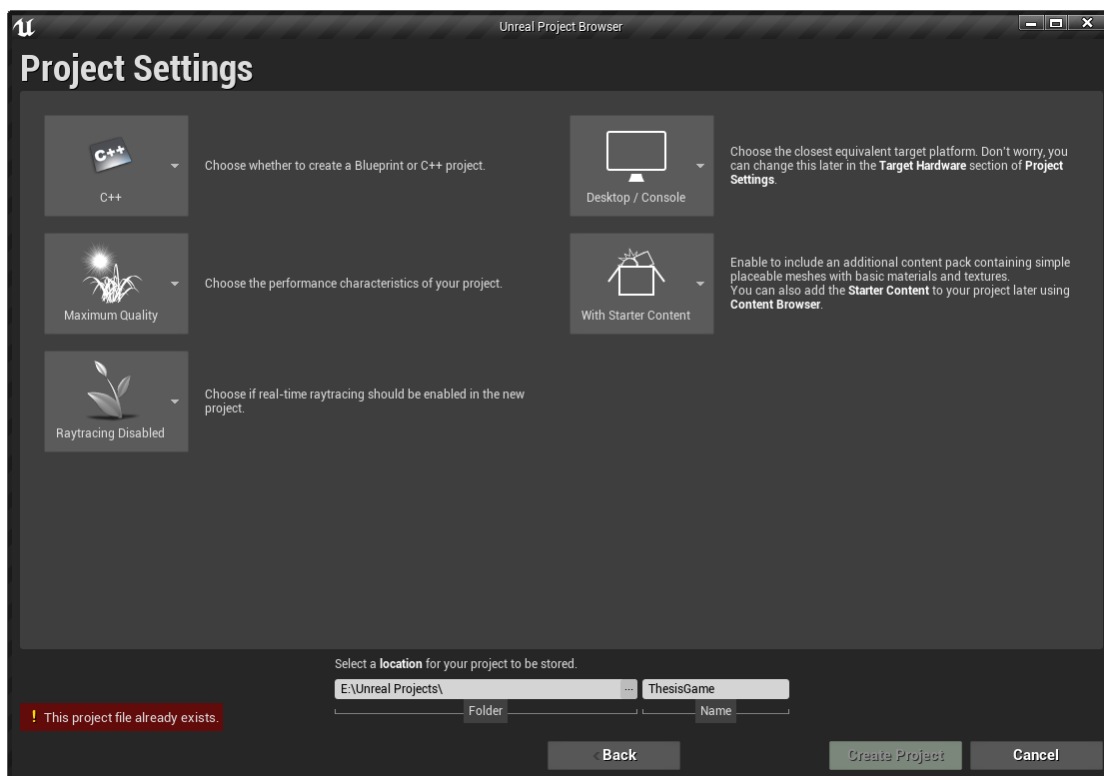 Unreal Project Browser
Project Settings
C++
C++
Choose whether to create a Blueprint or C++ project.
Desktop / Console
Choose the closest equivalent target platform. Don't worry, you
can change this later in the Target Hardware section of Project
Settings.
Maximum Quality
Choose the performance characteristics of your project.
With Starter Content
Enable to include an additional content pack containing simple
placeable meshes with basic materials and textures.
You can also add the Starter Content to your project later using
Content Browser.
Raytracing Disabled
Choose if real-time raytracing should be enabled in the new
project.
Select a location for your project to be stored.
E:\Unreal Projects\ ... ThesisGame
Folder Name
! This project file already exists.
< Back Create Project Cancel